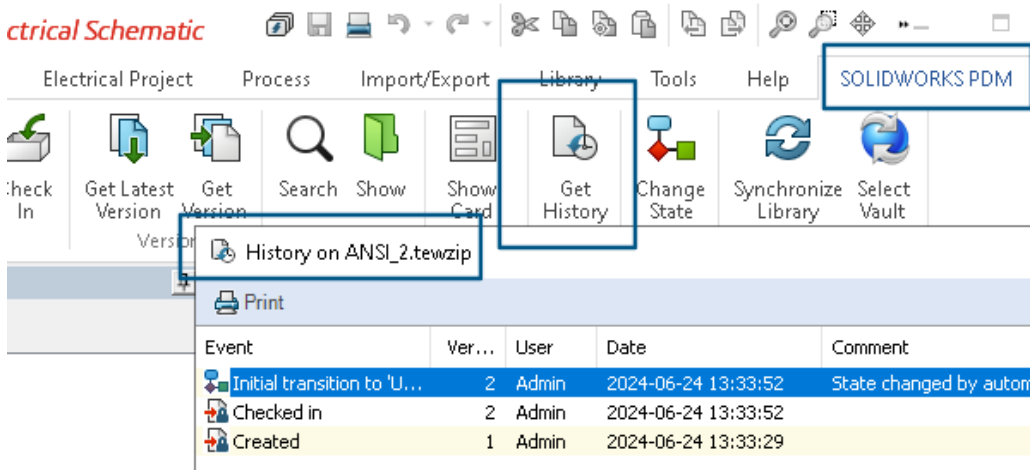 ctrical Schematic
Electrical Project Process Import/Export Library Tools Help SOLIDWORKS PDM
Check In
Get Latest Version
Get Version
Search
Show
Show Card
Get History
Change State
Synchronize Library
Select Vault
Versio
History on ANSI_2.tewzip
Print
Event Ver... User Date Comment
Initial transition to 'U... 2 Admin 2024-06-24 13:33:52 State changed by autom
Checked in 2 Admin 2024-06-24 13:33:52
Created 1 Admin 2024-06-24 13:33:29